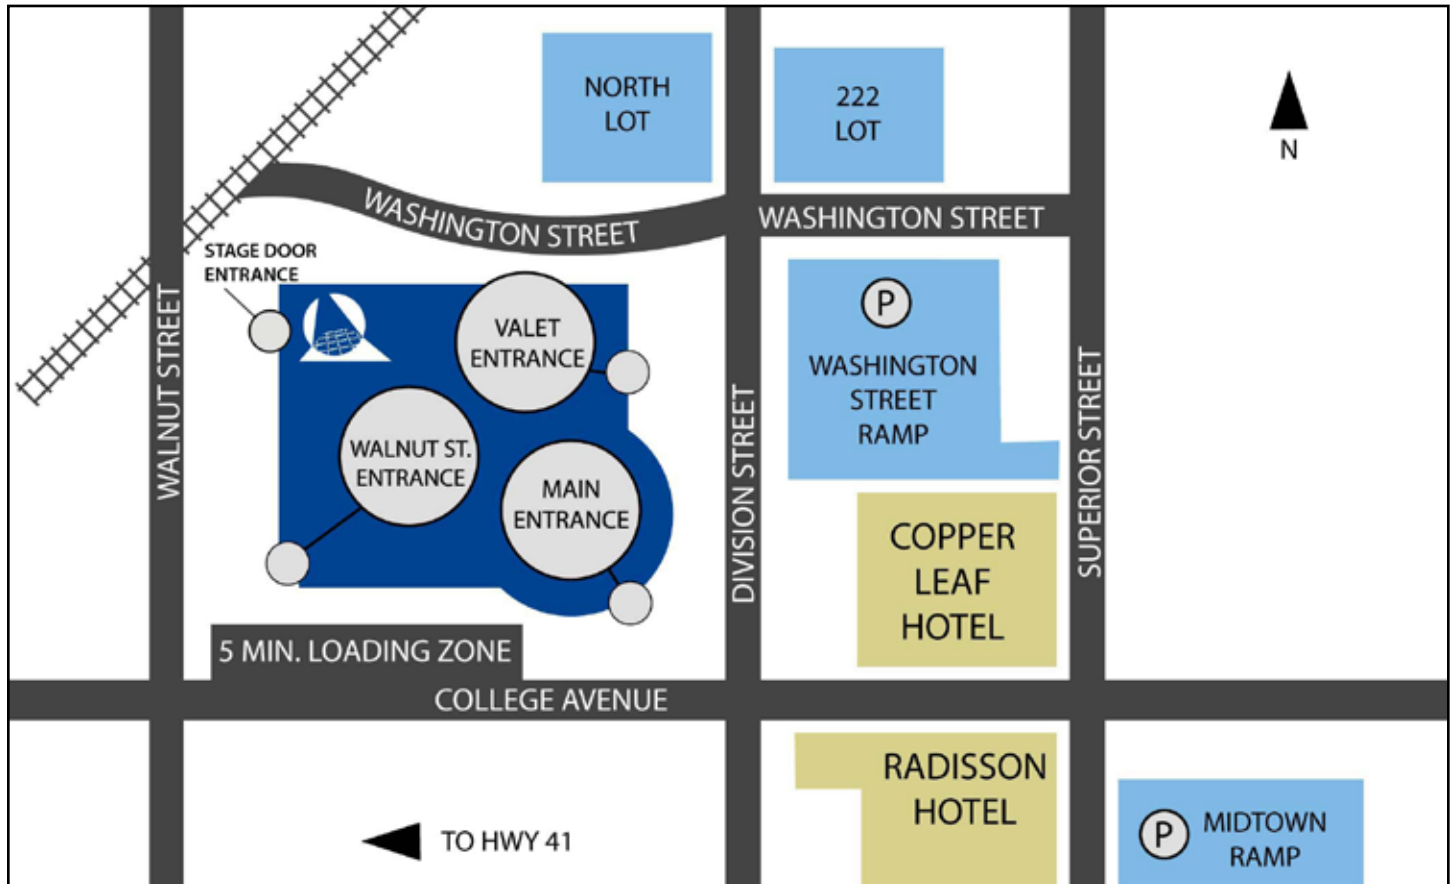 NORTH
LOT
222
LOT
N
WASHINGTON STREET
WASHINGTON STREET
STAGE DOOR
ENTRANCE
WALNUT STREET
VALET
ENTRANCE
WALNUT ST.
ENTRANCE
MAIN
ENTRANCE
DIVISION STREET
P
WASHINGTON
STREET
RAMP
SUPERIOR STREET
COPPER
LEAF
HOTEL
5 MIN. LOADING ZONE
COLLEGE AVENUE
RADISSON
HOTEL
TO HWY 41
P
MIDTOWN
RAMP